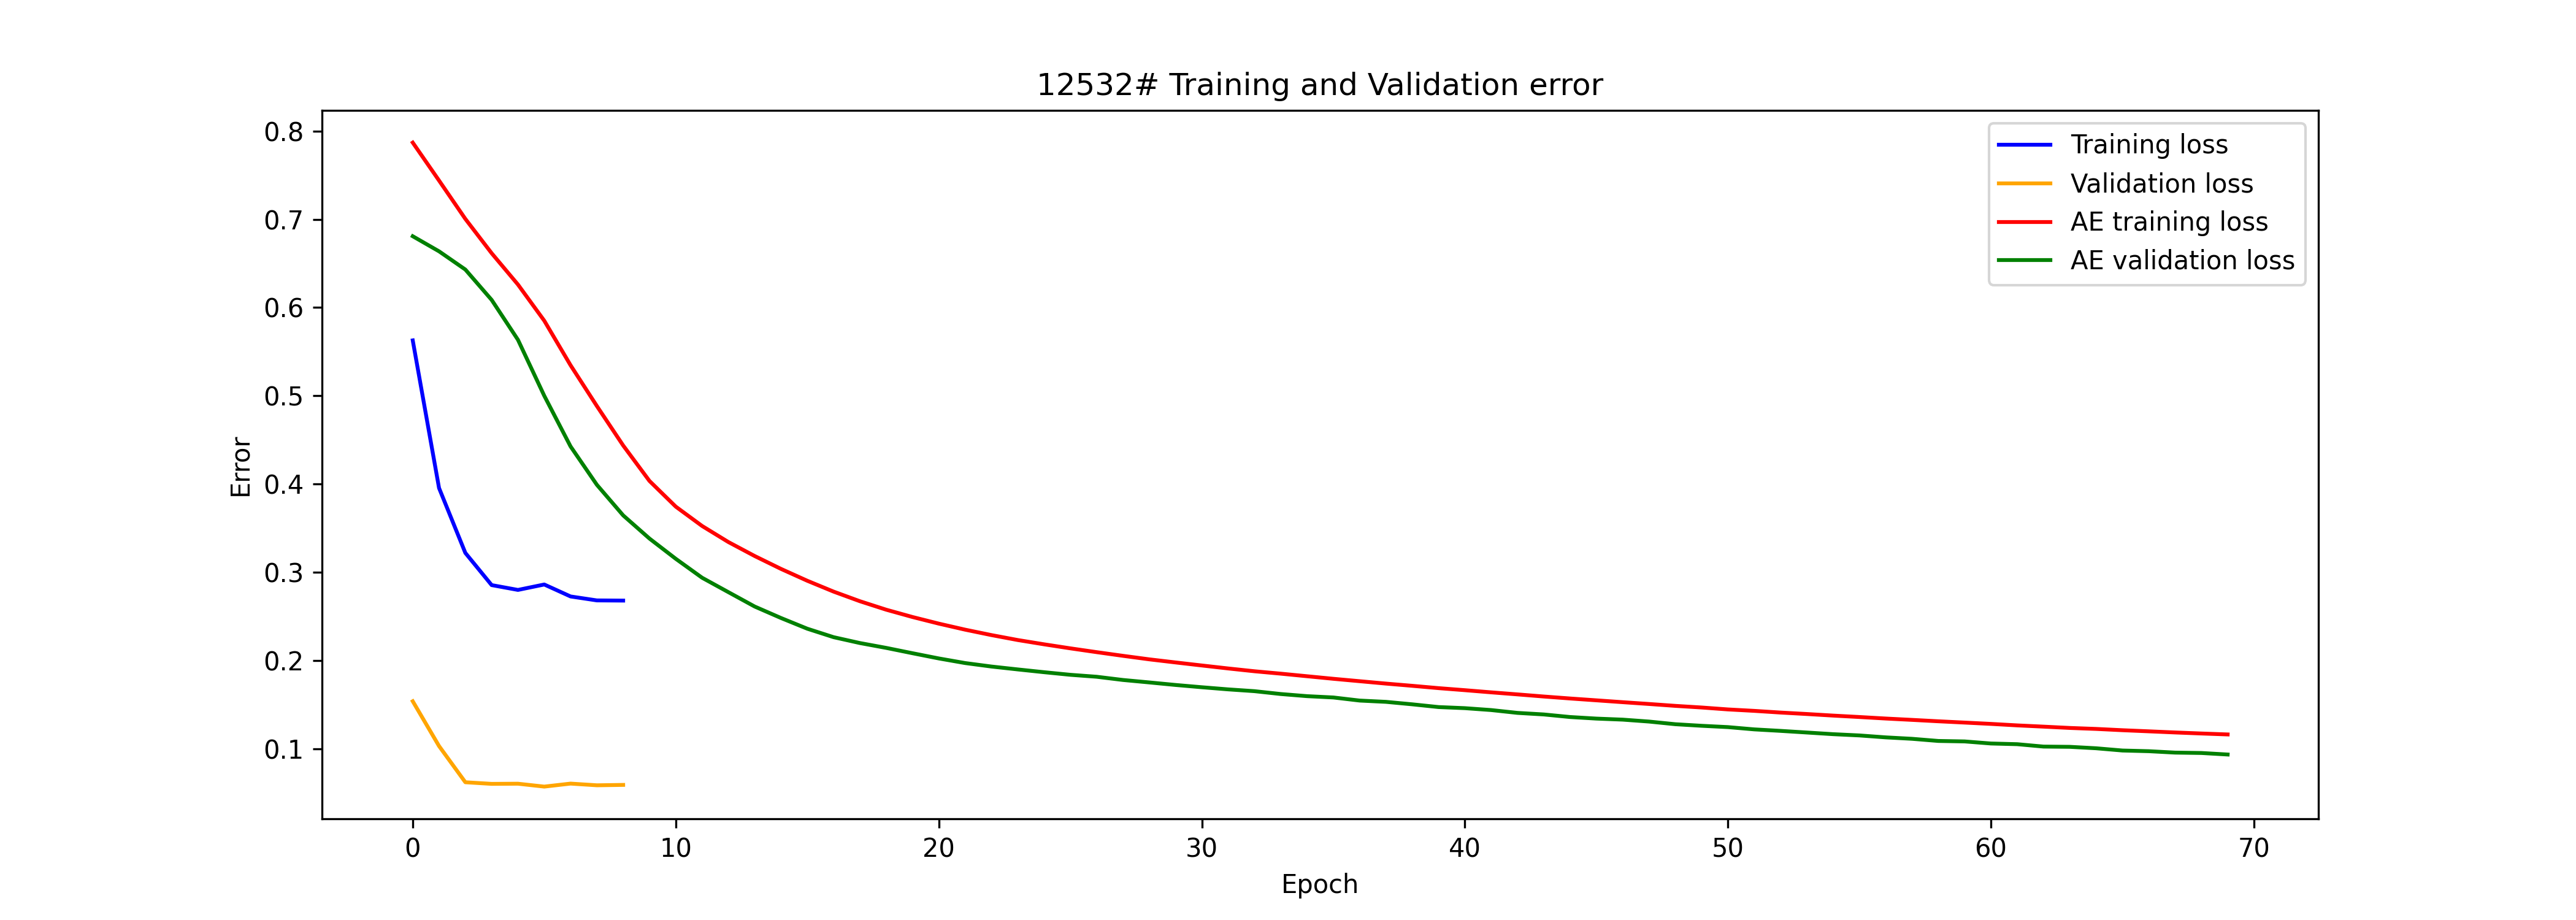 12532# Training and Validation error
Training loss
Validation loss
AE training loss
AE validation loss
Error
0.8
0.7
0.6
0.5
0.4
0.3
0.2
0.1
0 10 20 30 40 50 60 70
Epoch